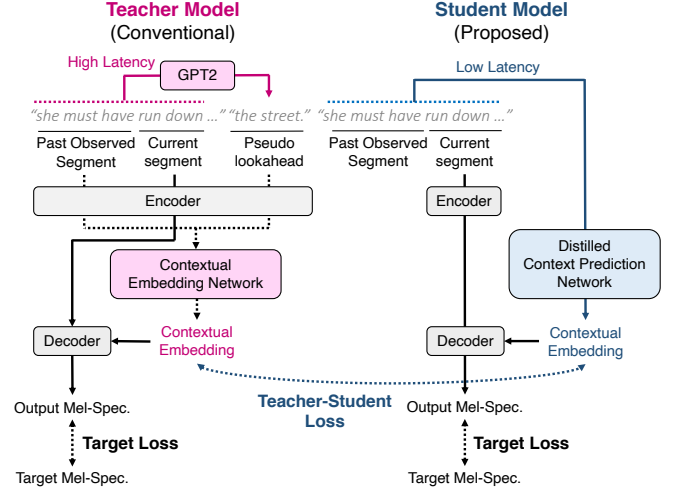 Teacher Model
(Conventional)
High Latency
GPT2
“she must have run down ...” “the street.”
Past Observed
Segment
Current
segment
Pseudo
lookahead
Encoder
Contextual
Embedding Network
Decoder
Contextual
Embedding
Output Mel-Spec.
Target Loss
Target Mel-Spec.
Student Model
(Proposed)
Low Latency
“she must have run down ...”
Past Observed
Segment
Current
segment
Encoder
Distilled
Context Prediction
Network
Decoder
Contextual
Embedding
Teacher-Student
Loss
Output Mel-Spec.
Target Loss
Target Mel-Spec.